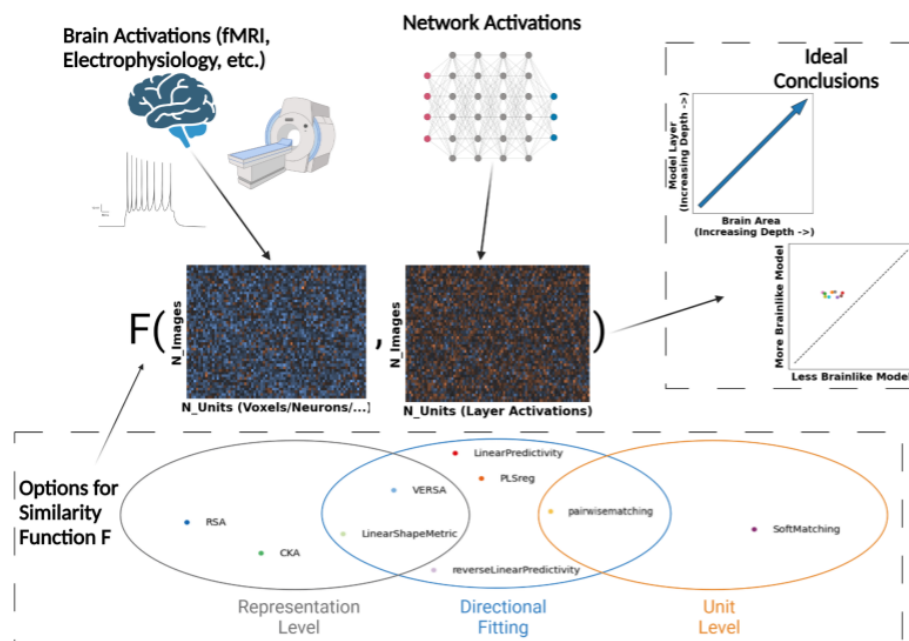 Brain Activations (fMRI,
Electrophysiology, etc.)
Network Activations
Ideal
Conclusions
Model Layer
(Increasing Depth ->)
Brain Area
(Increasing Depth ->)
More Brainlike Model
Less Brainlike Model
F(
N_Images
,
N_Images
)
N_Units (Voxels/Neurons/...)
N_Units (Layer Activations)
Options for
Similarity
Function F
LinearPredictivity
PLSreg
VERSA
pairwisematching
RSA
LinearShapeMetric
SoftMatching
CKA
reverseLinearPredictivity
Representation
Level
Directional
Fitting
Unit
Level